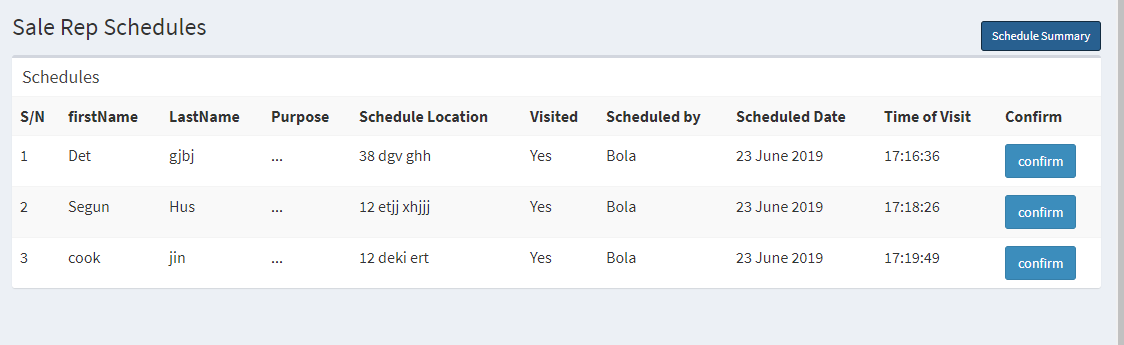 Sale Rep Schedules
Schedule Summary
Schedules
S/N firstName LastName Purpose Schedule Location Visited Scheduled by Scheduled Date Time of Visit Confirm
1 Det gjbj ... 38 dgv ghh Yes Bola 23 June 2019 17:16:36 confirm
2 Segun Hus ... 12 etjj xhjjj Yes Bola 23 June 2019 17:18:26 confirm
3 cook jin ... 12 deki ert Yes Bola 23 June 2019 17:19:49 confirm